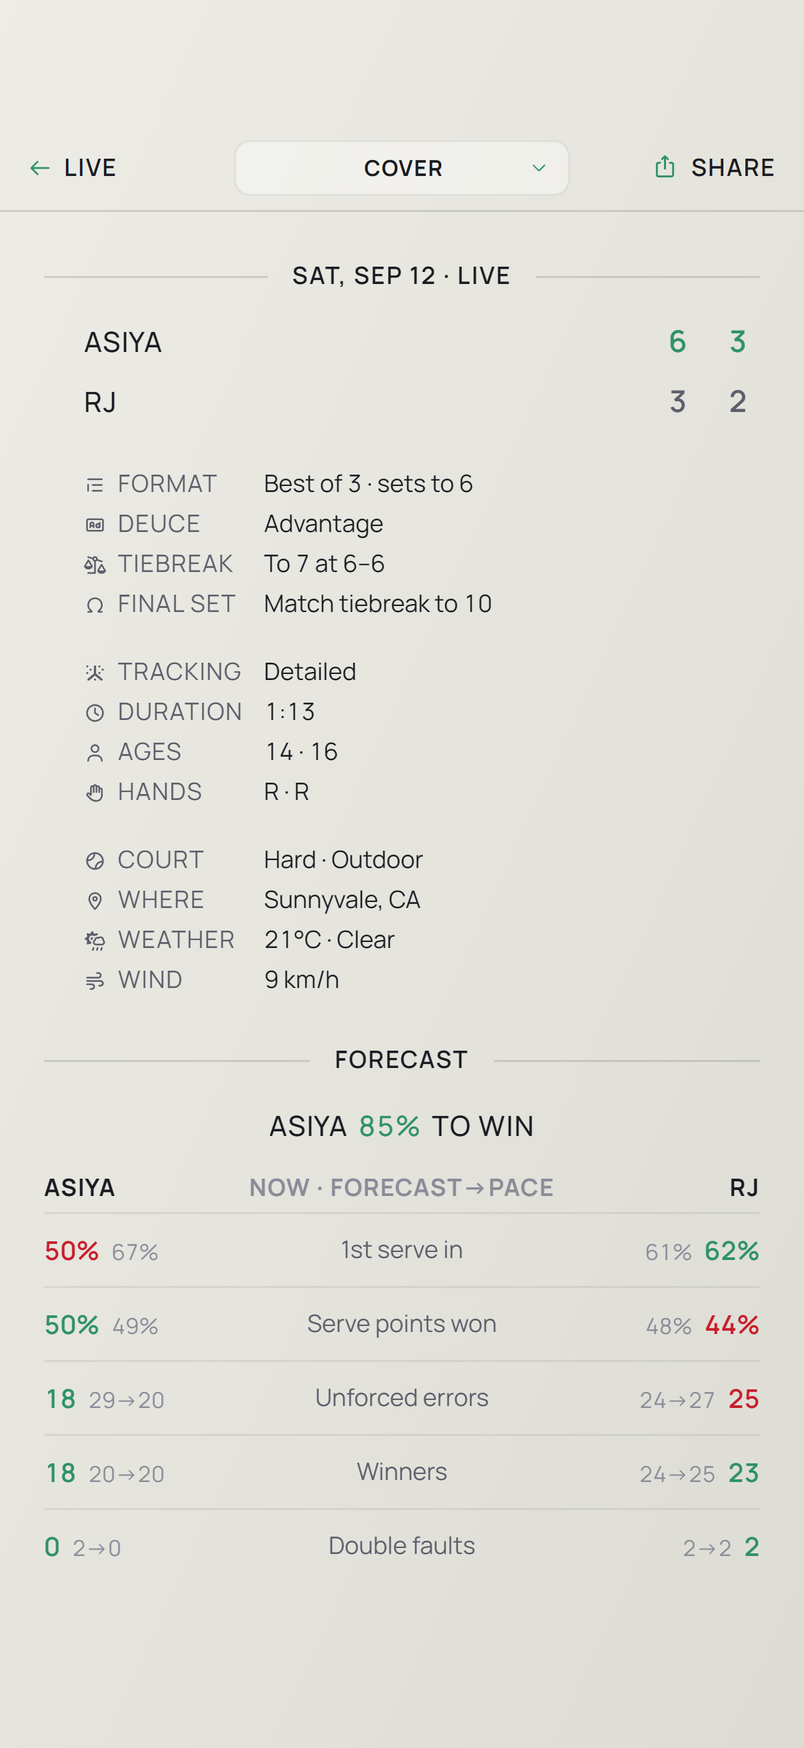 ← LIVE COVER SHARE
SAT, SEP 12 · LIVE
ASIYA 6 3
RJ 3 2
FORMAT Best of 3 · sets to 6
Ad DEUCE Advantage
TIEBREAK To 7 at 6–6
FINAL SET Match tiebreak to 10
TRACKING Detailed
DURATION 1:13
AGES 14 · 16
HANDS R · R
COURT Hard · Outdoor
WHERE Sunnyvale, CA
WEATHER 21°C · Clear
WIND 9 km/h
FORECAST
ASIYA 85% TO WIN
ASIYA NOW · FORECAST→PACE RJ
50% 67% 1st serve in 61% 62%
50% 49% Serve points won 48% 44%
18 29→20 Unforced errors 24→27 25
18 20→20 Winners 24→25 23
0 2→0 Double faults 2→2 2